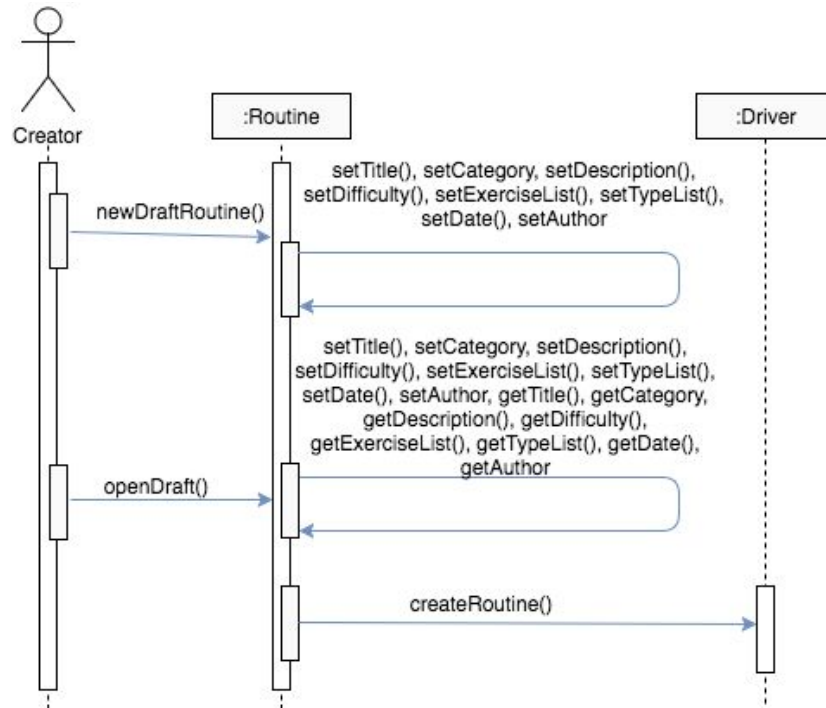 Creator
:Routine
:Driver
newDraftRoutine()
setTitle(), setCategory, setDescription(),
setDifficulty(), setExerciseList(), setTypeList(),
setDate(), setAuthor
setTitle(), setCategory, setDescription(),
setDifficulty(), setExerciseList(), setTypeList(),
setDate(), setAuthor, getTitle(), getCategory,
getDescription(), getDifficulty(),
getExerciseList(), getTypeList(), getDate(),
getAuthor
openDraft()
createRoutine()